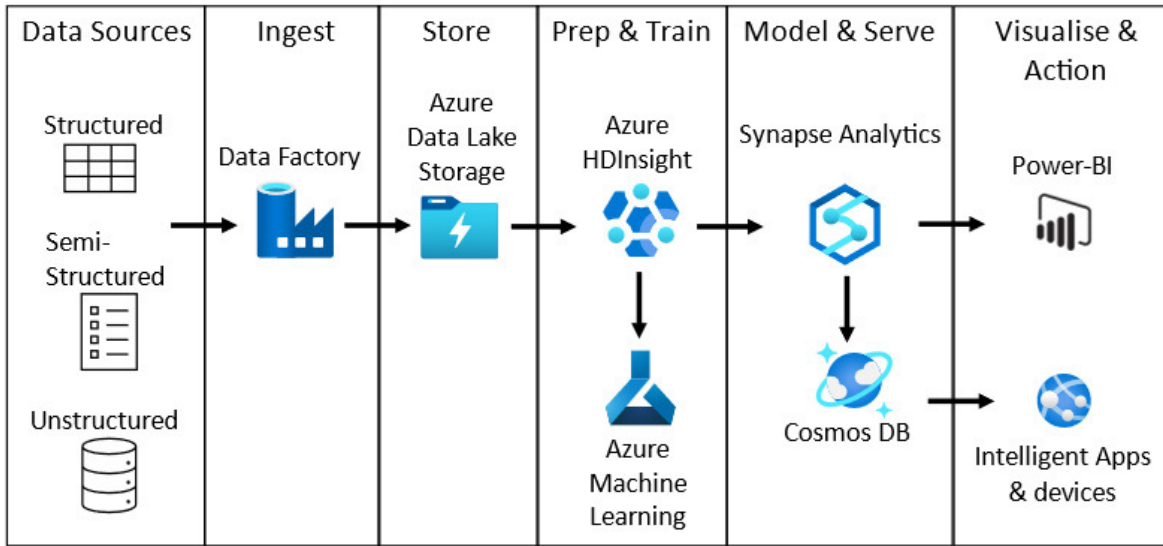 Data Sources
Structured
Semi-
Structured
Unstructured
Ingest
Data Factory
Store
Azure
Data Lake
Storage
Prep & Train
Azure
HDInsight
Azure
Machine
Learning
Model & Serve
Synapse Analytics
Cosmos DB
Visualise &
Action
Power-BI
Intelligent Apps
& devices